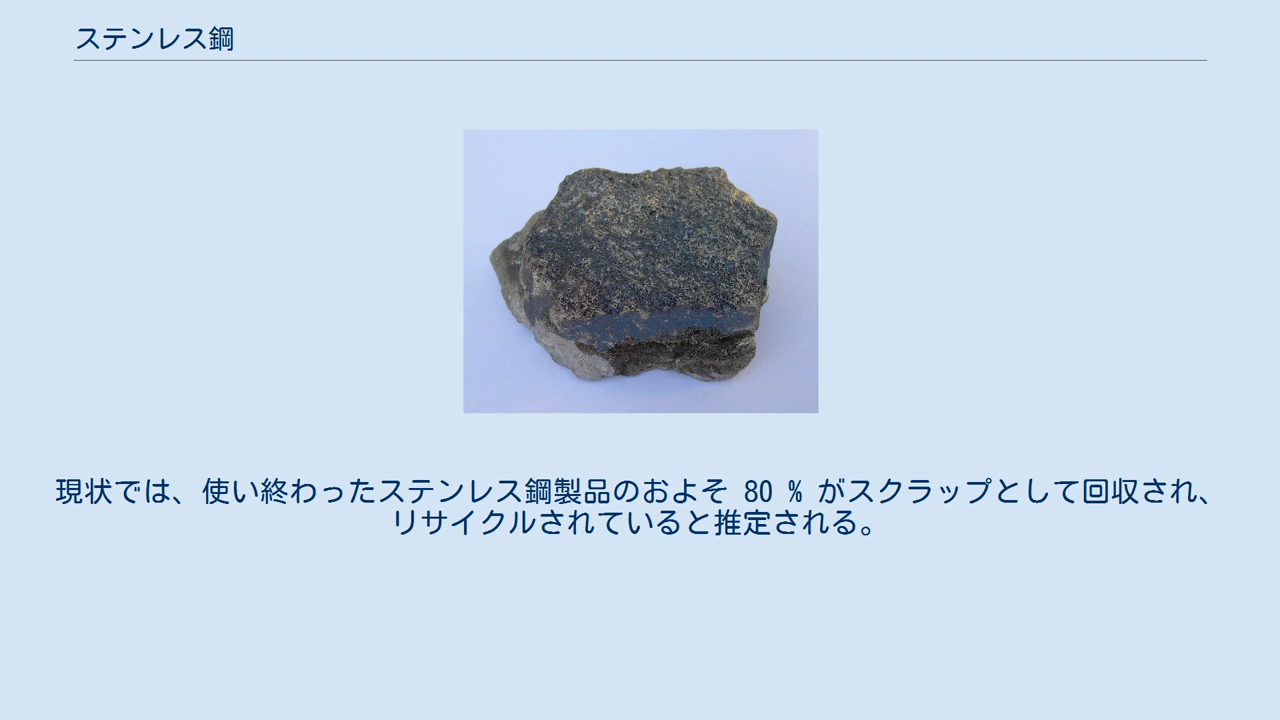 ステンレス鋼
現状では、使い終わったステンレス鋼製品のおよそ 80 % がスクラップとして回収され、
リサイクルされていると推定される。